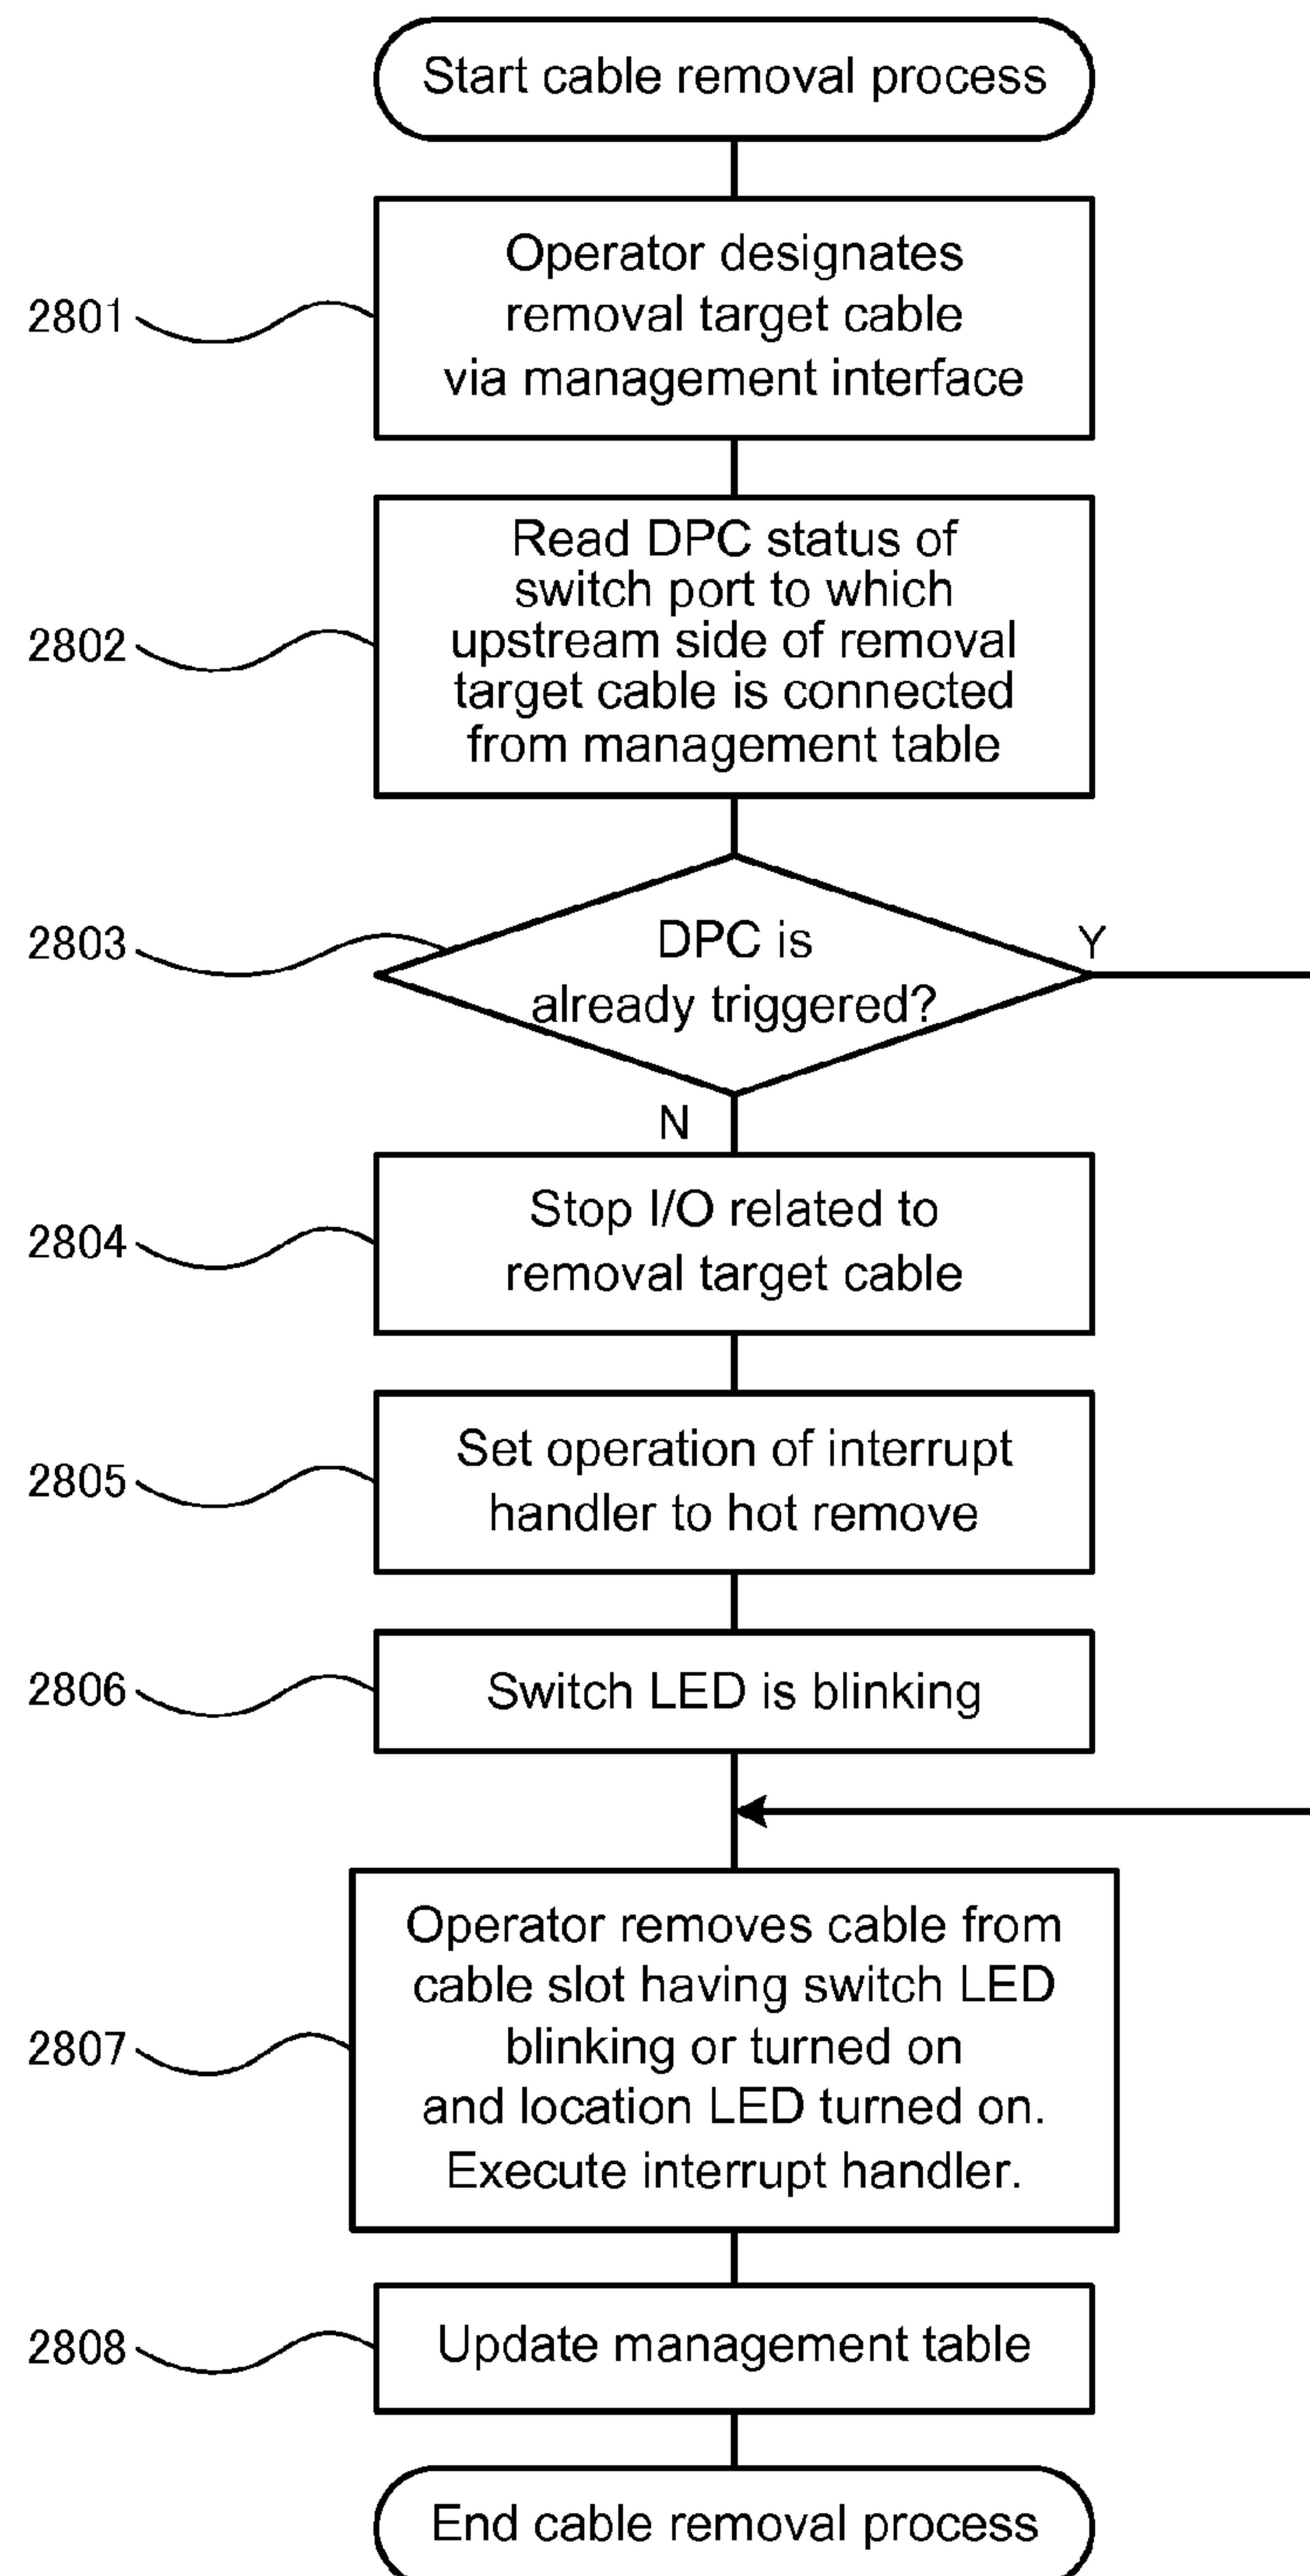 Start cable removal process
2801
Operator designates
removal target cable
via management interface
2802
Read DPC status of
switch port to which
upstream side of removal
target cable is connected
from management table
2803
DPC is
already triggered?
Y
N
2804
Stop I/O related to
removal target cable
2805
Set operation of interrupt
handler to hot remove
2806
Switch LED is blinking
2807
Operator removes cable from
cable slot having switch LED
blinking or turned on
and location LED turned on.
Execute interrupt handler.
2808
Update management table
End cable removal process